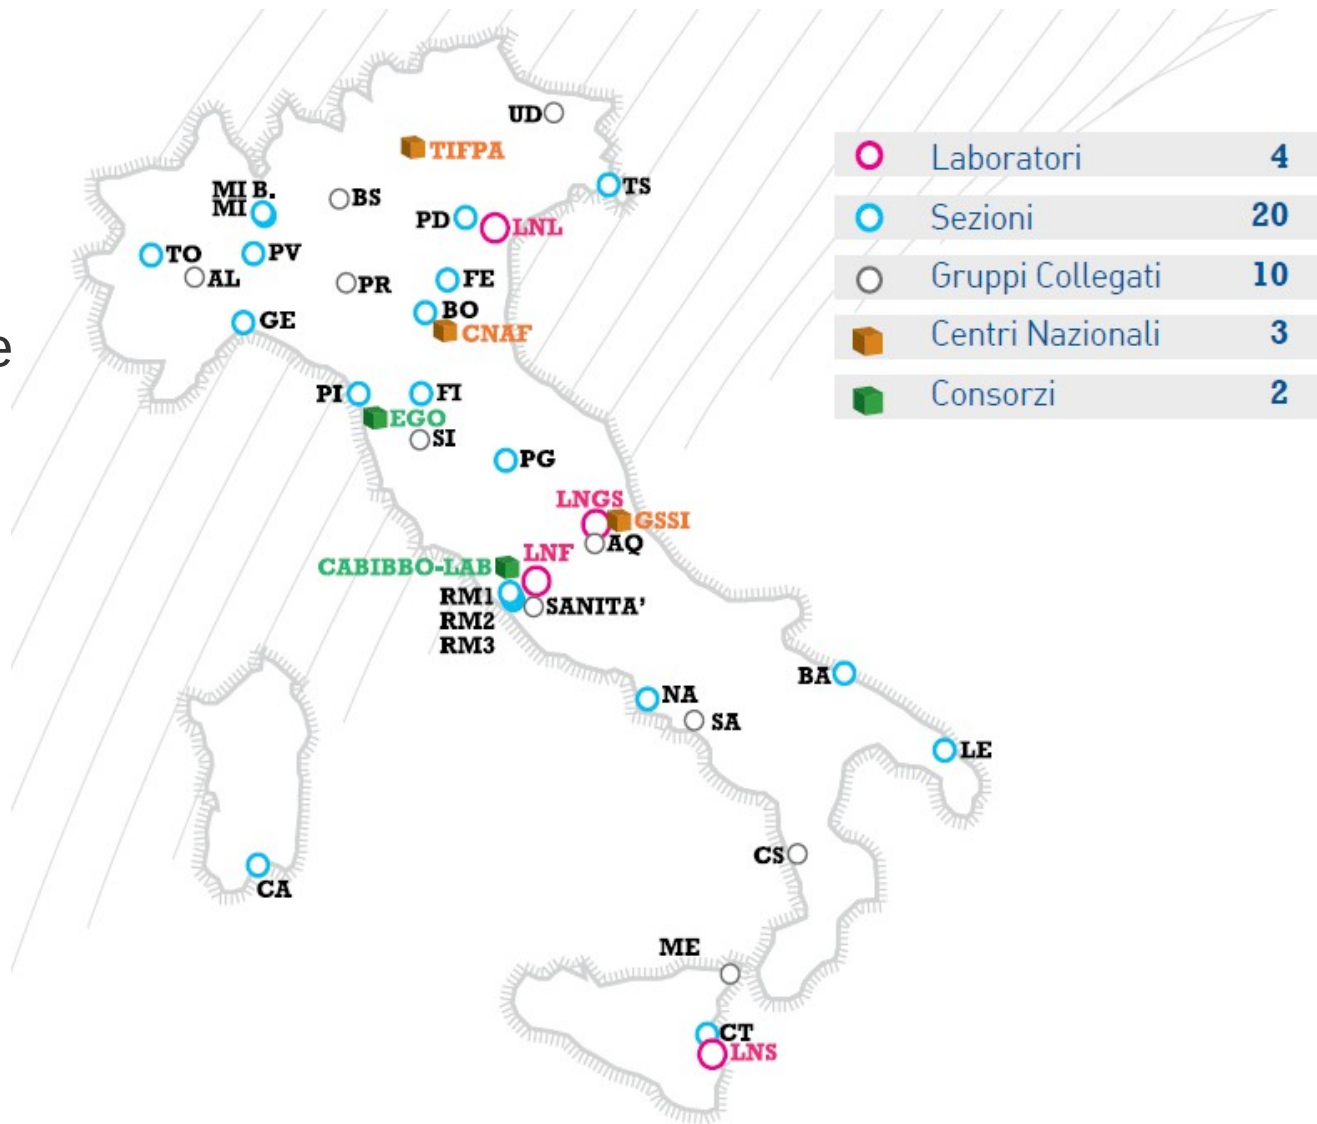 UD
TIFPA
MI B.
MI
BS
TS
PD
LNL
TO
PV
AL
PR
FE
BO
GE
CNAF
e
PI
FI
EGO
SI
PG
LNGS
GSSI
AQ
LNF
CABIBBO-LAB
RM1
SANITA’
RM2
RM3
BA
NA
SA
LE
CS
CA
ME
CT
LNS
Laboratori 4
Sezioni 20
Gruppi Collegati 10
Centri Nazionali 3
Consorzi 2